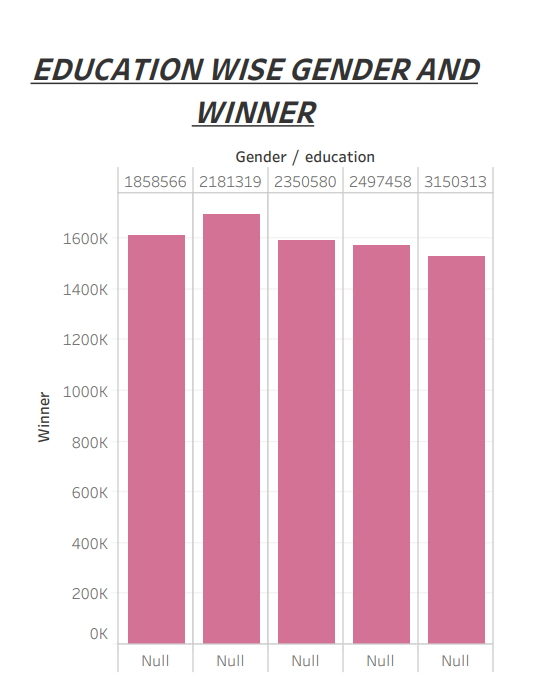 EDUCATION WISE GENDER AND
WINNER
Gender / education
1858566 2181319 2350580 2497458 3150313
1600K
1400K
1200K
1000K
800K
600K
400K
200K
0K
Winner
Null Null Null Null Null